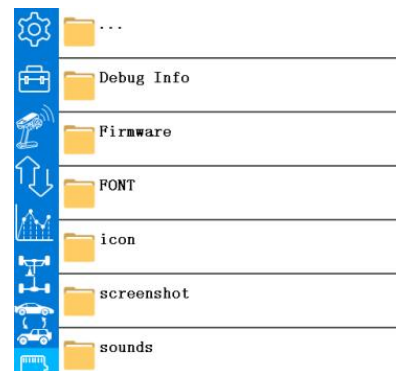 ...
Debug Info
Firmware
FONT
icon
screenshot
sounds